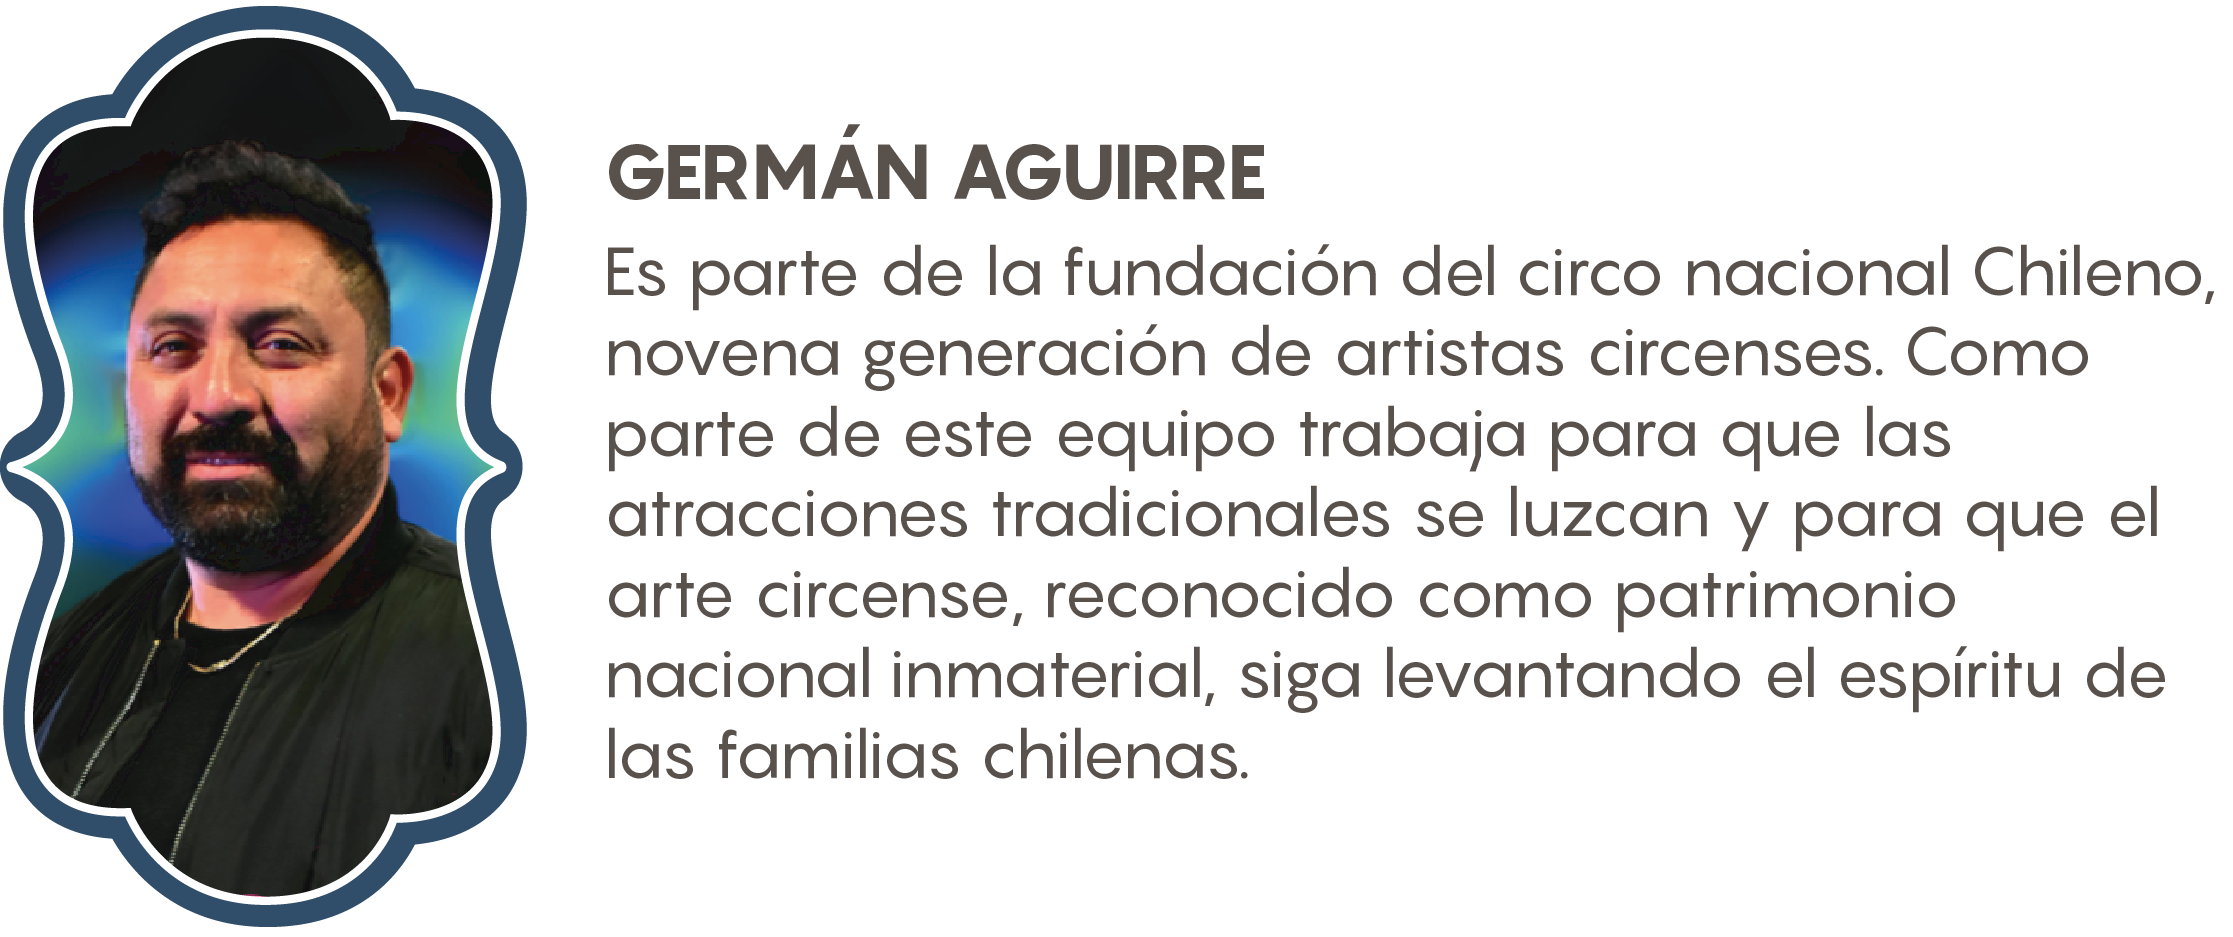 GERMÁN AGUIRRE
Es parte de la fundación del circo nacional Chileno,
novena generación de artistas circenses. Como
parte de este equipo trabaja para que las
atracciones tradicionales se luzcan y para que el
arte circense, reconocido como patrimonio
nacional inmaterial, siga levantando el espíritu de
las familias chilenas.